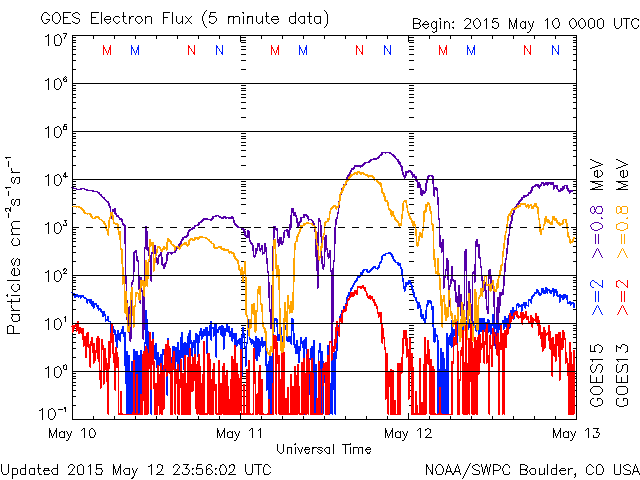 GOES Electron Flux (5 minute data)
Begin: 2015 May 10 0000 UTC
M M N N M M N N M M N N
10⁷
10⁶
10⁵
10⁴
10³
10²
10¹
10⁰
10⁻¹
Particles cm⁻²s⁻¹sr⁻¹
May 10 May 11 May 12 May 13
Universal Time
GOES15 >=2 >=0.8 MeV
GOES13 >=2 >=0.8 MeV
Updated 2015 May 12 23:56:02 UTC
NOAA/SWPC Boulder, CO USA